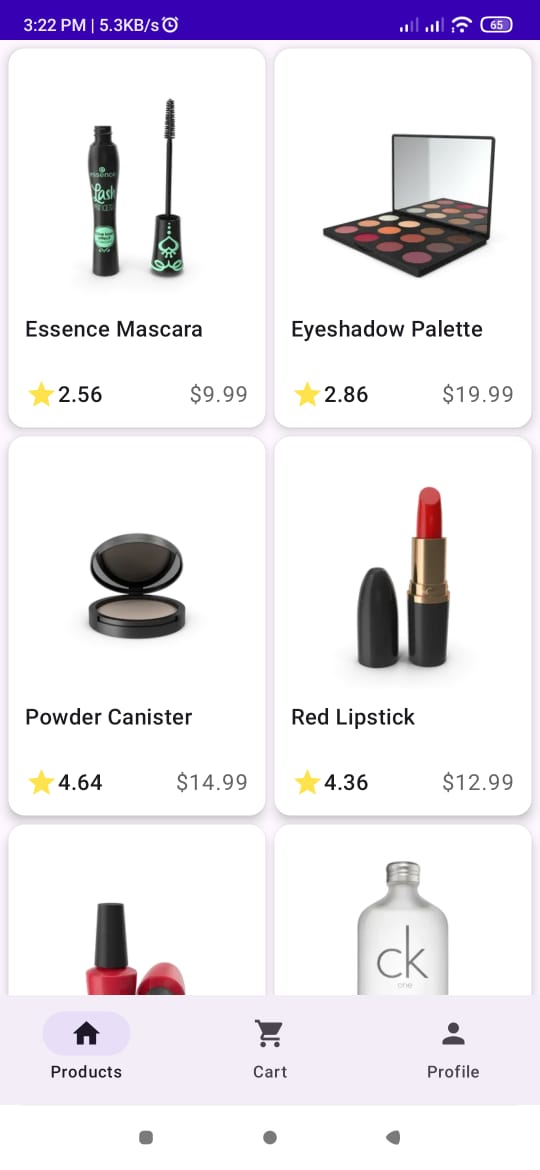 3:22 PM | 5.3KB/s
65
essence
Lash
PRINCESS
Essence Mascara
Eyeshadow Palette
2.56
$9.99
2.86
$19.99
Powder Canister
Red Lipstick
4.64
$14.99
4.36
$12.99
ck
one
Products
Cart
Profile